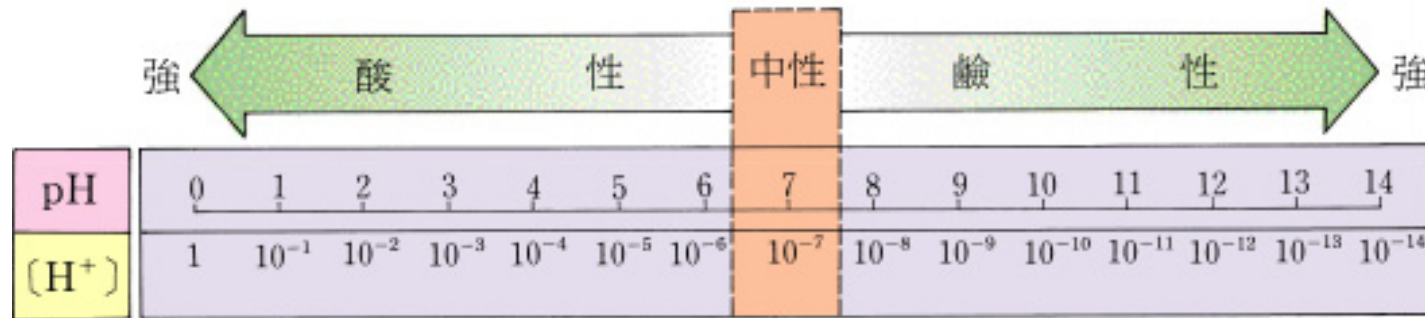 強 酸 性 中性 鹼 性 強
pH 0 1 2 3 4 5 6 7 8 9 10 11 12 13 14
〔H⁺〕 1 10⁻¹ 10⁻² 10⁻³ 10⁻⁴ 10⁻⁵ 10⁻⁶ 10⁻⁷ 10⁻⁸ 10⁻⁹ 10⁻¹⁰ 10⁻¹¹ 10⁻¹² 10⁻¹³ 10⁻¹⁴